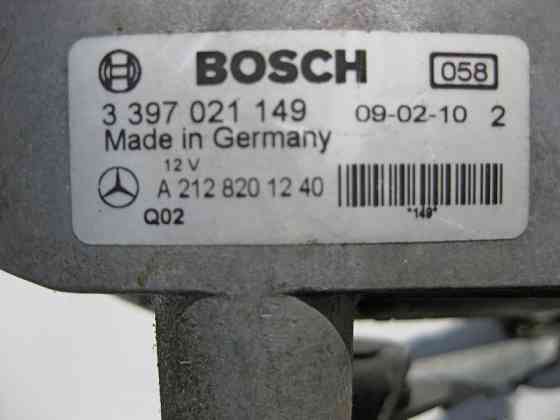 BOSCH 058
3 397 021 149 09-02-10 2
Made in Germany
12 V
A 212 820 12 40
*149*
Q02